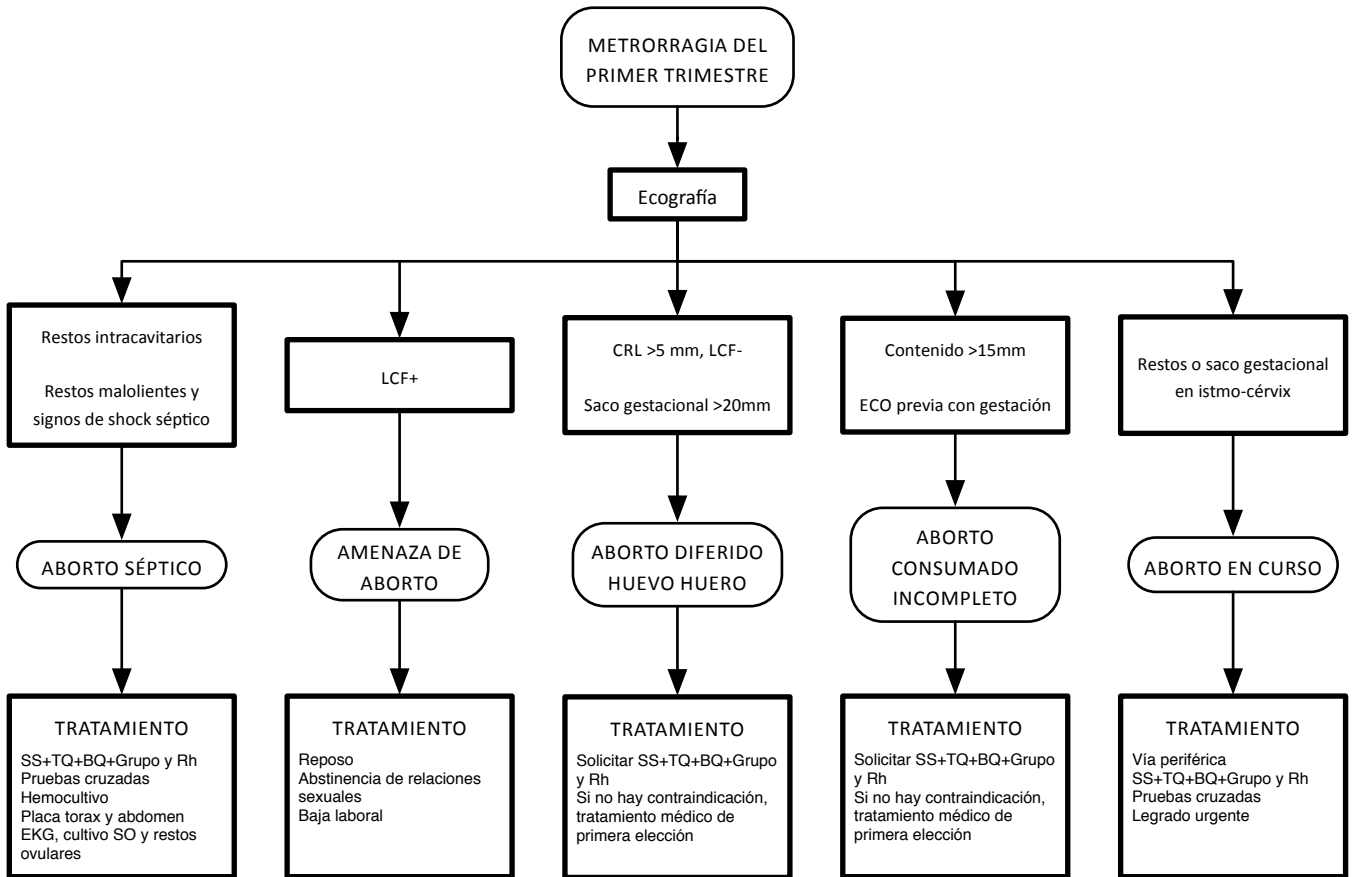 METRORRAGIA DEL
PRIMER TRIMESTRE
Ecografía
Restos intracavitarios
Restos malolientes y
signos de shock séptico
LCF+
CRL >5 mm, LCF-
Saco gestacional >20mm
Contenido >15mm
ECO previa con gestación
Restos o saco gestacional
en istmo-cérvix
ABORTO SÉPTICO
AMENAZA DE
ABORTO
ABORTO DIFERIDO
HUEVO HUERO
ABORTO
CONSUMADO
INCOMPLETO
ABORTO EN CURSO
TRATAMIENTO
SS+TQ+BQ+Grupo y Rh
Pruebas cruzadas
Hemocultivo
Placa torax y abdomen
EKG, cultivo SO y restos
ovulares
TRATAMIENTO
Reposo
Abstinencia de relaciones
sexuales
Baja laboral
TRATAMIENTO
Solicitar SS+TQ+BQ+Grupo
y Rh
Si no hay contraindicación,
tratamiento médico de
primera elección
TRATAMIENTO
Solicitar SS+TQ+BQ+Grupo
y Rh
Si no hay contraindicación,
tratamiento médico de
primera elección
TRATAMIENTO
Vía periférica
SS+TQ+BQ+Grupo y Rh
Pruebas cruzadas
Legrado urgente